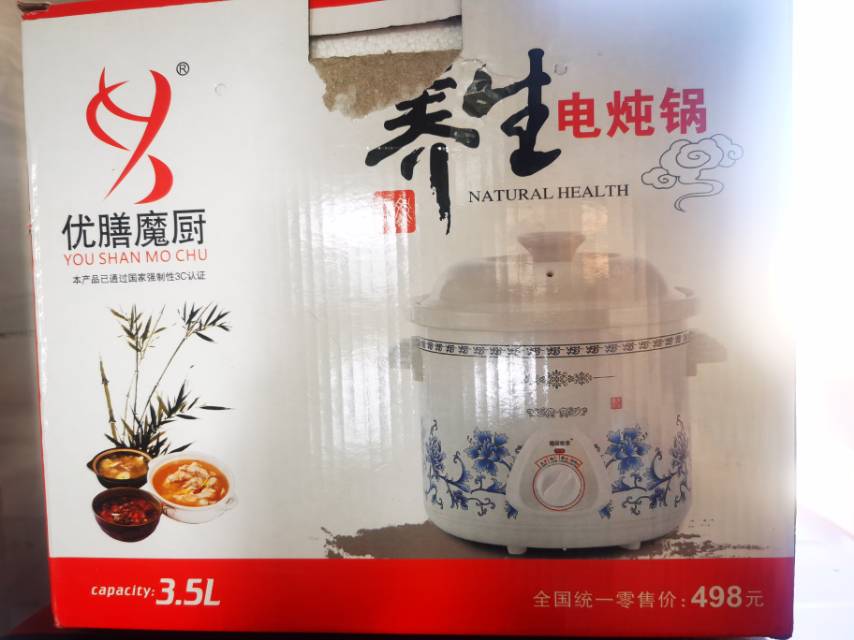 ®
优膳魔厨
YOU SHAN MO CHU
本产品已通过国家强制性3C认证
养生电炖锅
NATURAL HEALTH
capacity: 3.5L
全国统一零售价: 498元